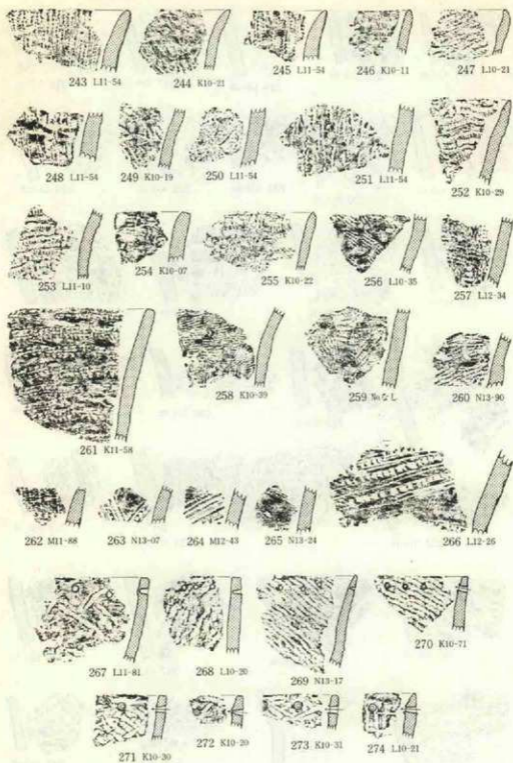 243 L11-54 244 K10-21 245 L11-54 246 K10-11 247 L10-21
248 L11-54 249 K10-19 250 L11-54 251 L11-54 252 K10-29
253 L11-10 254 K10-07 255 K10-22 256 L10-35 257 L12-34
261 K11-58 258 K10-39 259 260 N13-90
262 M11-88 263 N13-07 264 M12-43 265 N13-24 266 L12-26
267 L11-81 268 L10-20 269 N13-17 270 K10-71
271 K10-30 272 K10-20 273 K10-31 274 L10-21